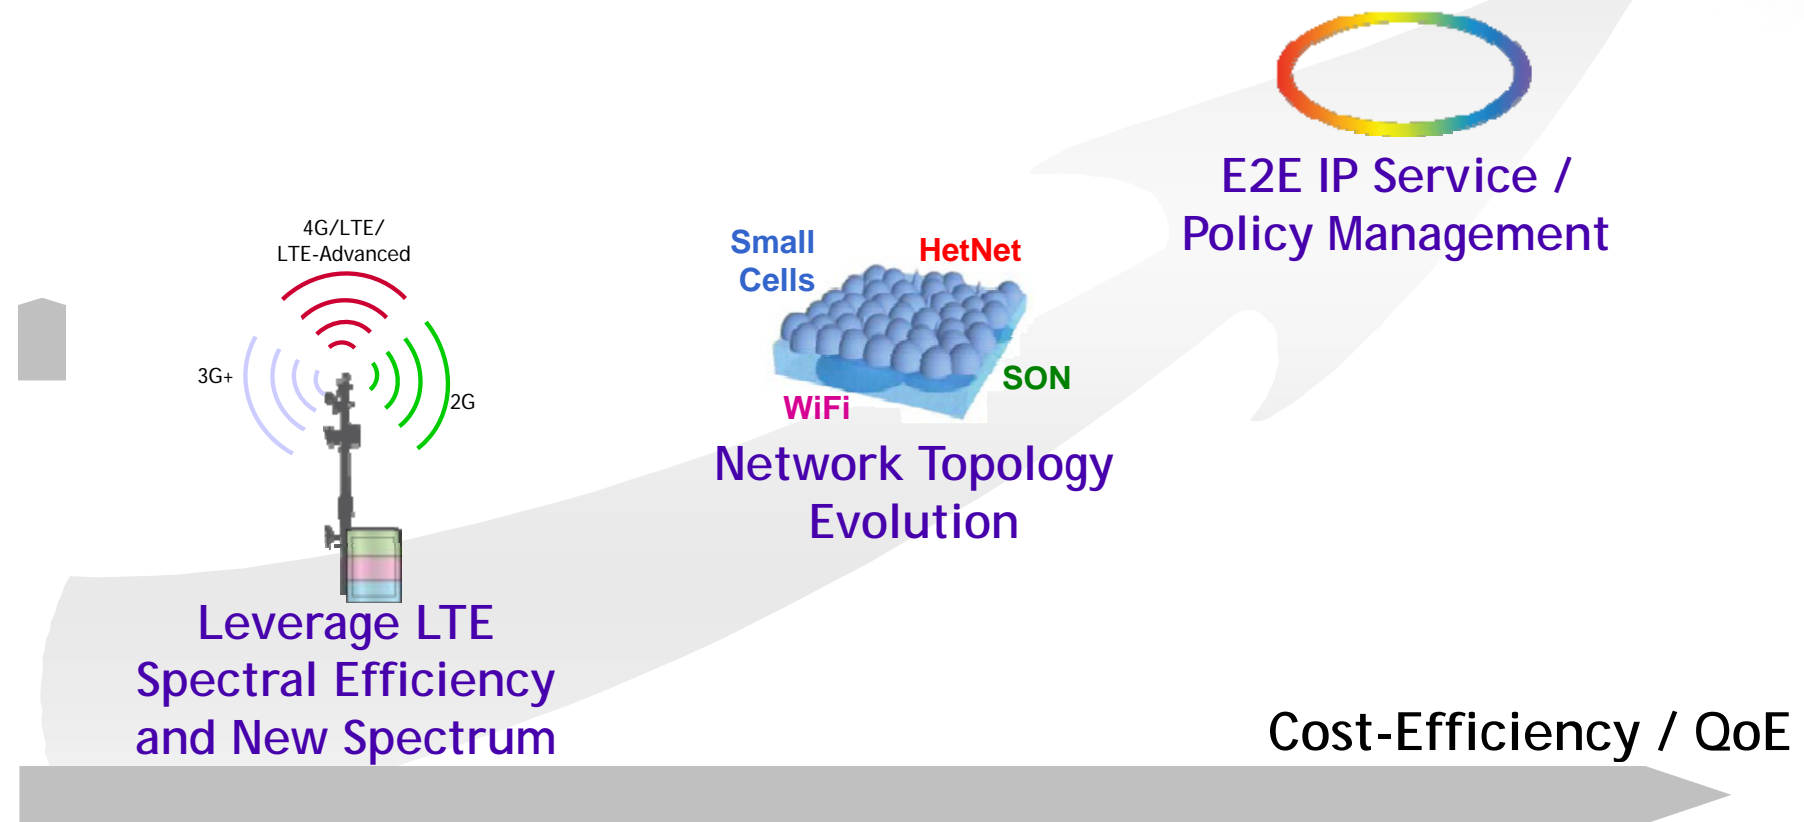 4G/LTE/
LTE-Advanced
3G+
2G
Leverage LTE
Spectral Efficiency
and New Spectrum
Small
Cells
HetNet
SON
WiFi
Network Topology
Evolution
E2E IP Service /
Policy Management
Cost-Efficiency / QoE